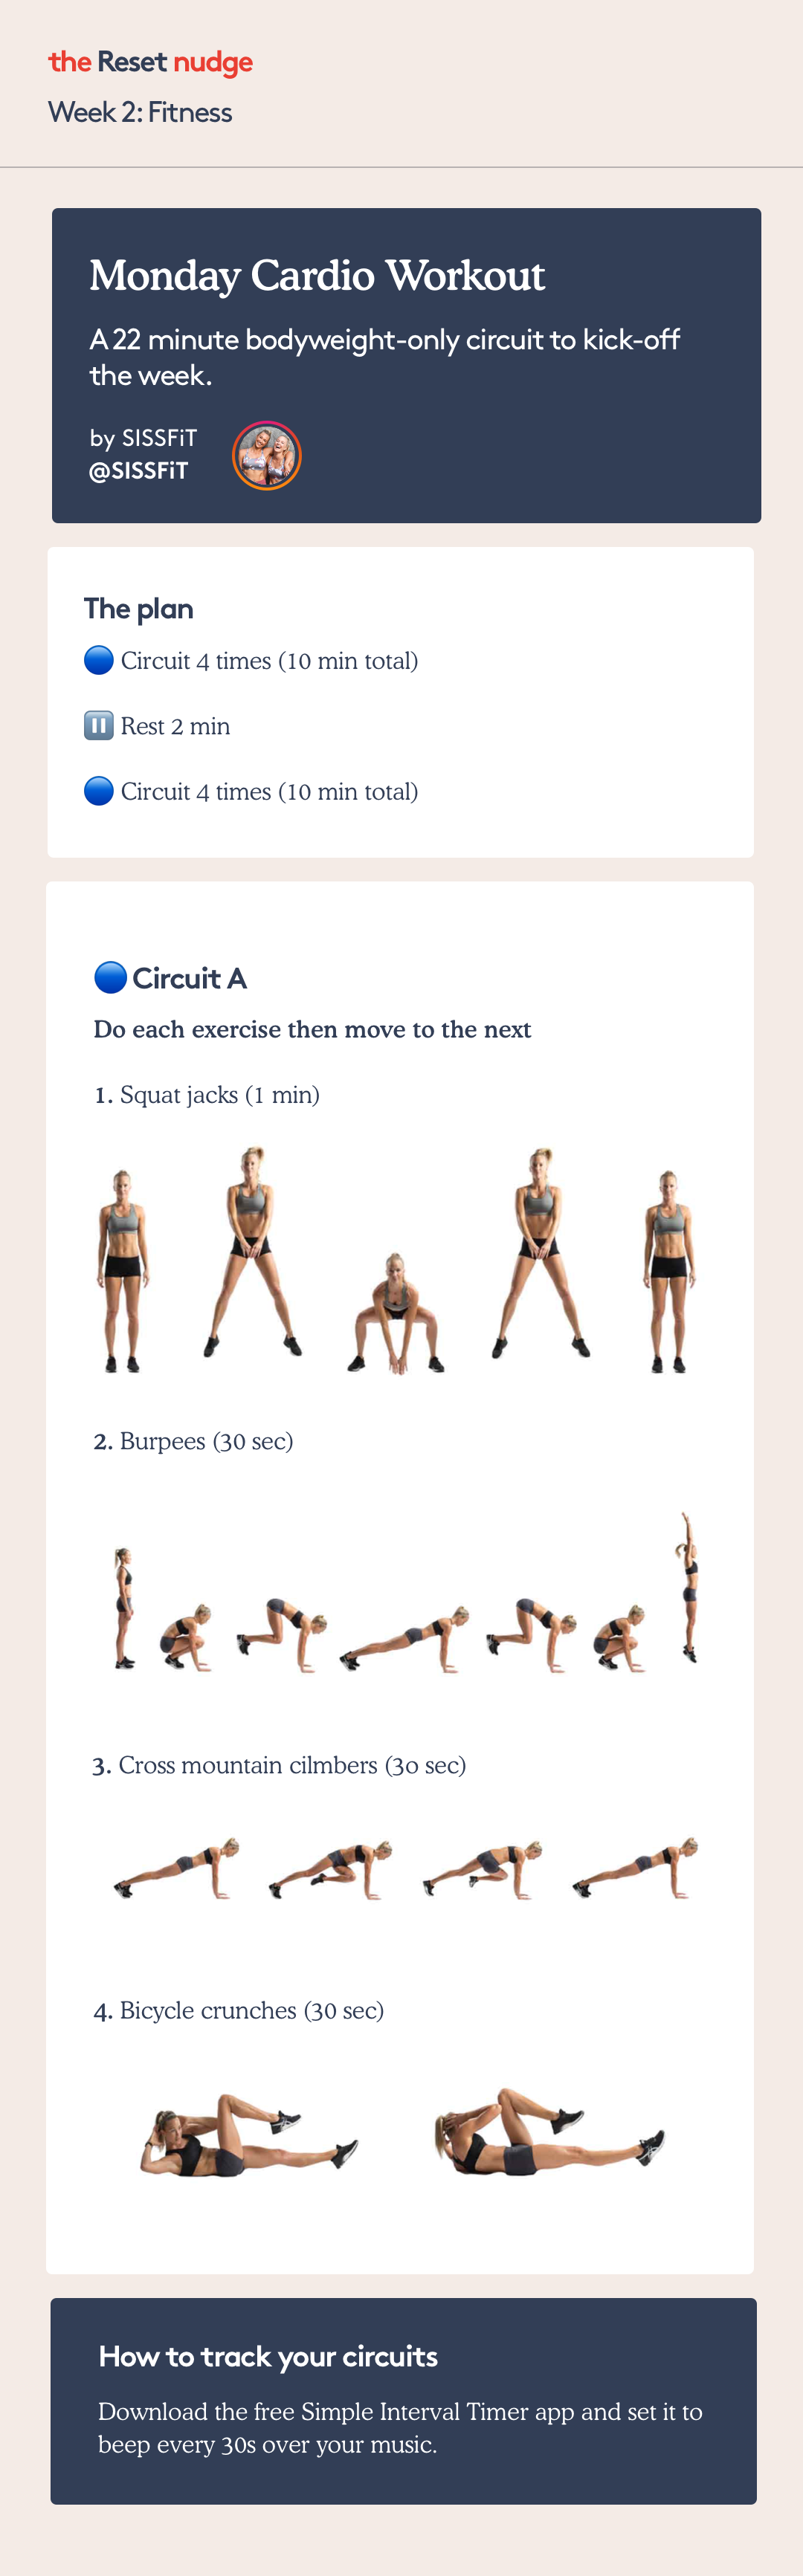 the Reset nudge
Week 2: Fitness
Monday Cardio Workout
A 22 minute bodyweight-only circuit to kick-off
the week.
by SISSFiT
@SISSFiT
The plan
Circuit 4 times (10 min total)
Rest 2 min
Circuit 4 times (10 min total)
Circuit A
Do each exercise then move to the next
1. Squat jacks (1 min)
2. Burpees (30 sec)
3. Cross mountain cilmbers (30 sec)
4. Bicycle crunches (30 sec)
How to track your circuits
Download the free Simple Interval Timer app and set it to
beep every 30s over your music.